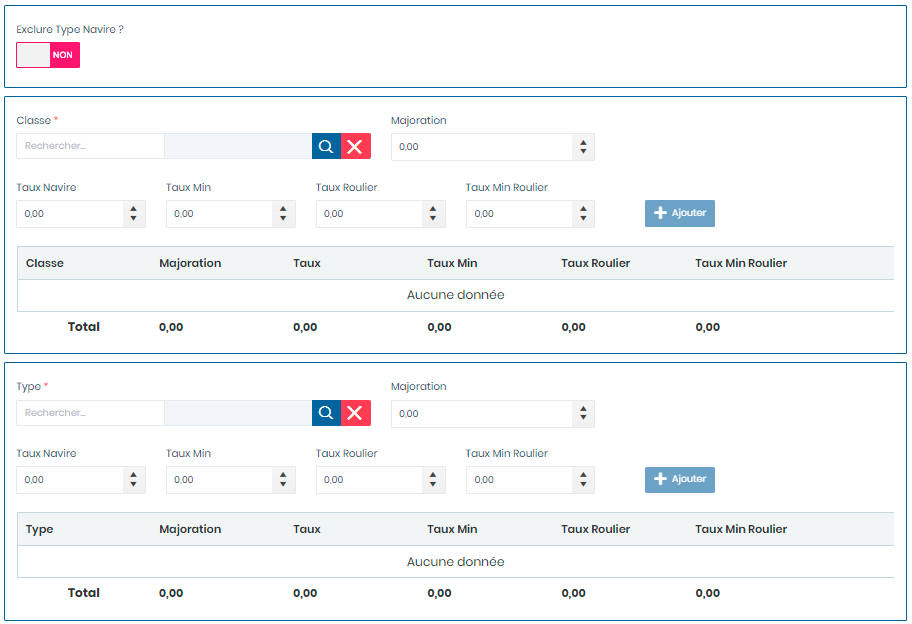 Exclure Type Navire ?
NON
Classe * Majoration
Rechercher... 0,00
Taux Navire Taux Min Taux Roulier Taux Min Roulier
0,00 0,00 0,00 0,00 Ajouter
Classe Majoration Taux Taux Min Taux Roulier Taux Min Roulier
Aucune donnée
Total 0,00 0,00 0,00 0,00 0,00
Type * Majoration
Rechercher... 0,00
Taux Navire Taux Min Taux Roulier Taux Min Roulier
0,00 0,00 0,00 0,00 Ajouter
Type Majoration Taux Taux Min Taux Roulier Taux Min Roulier
Aucune donnée
Total 0,00 0,00 0,00 0,00 0,00